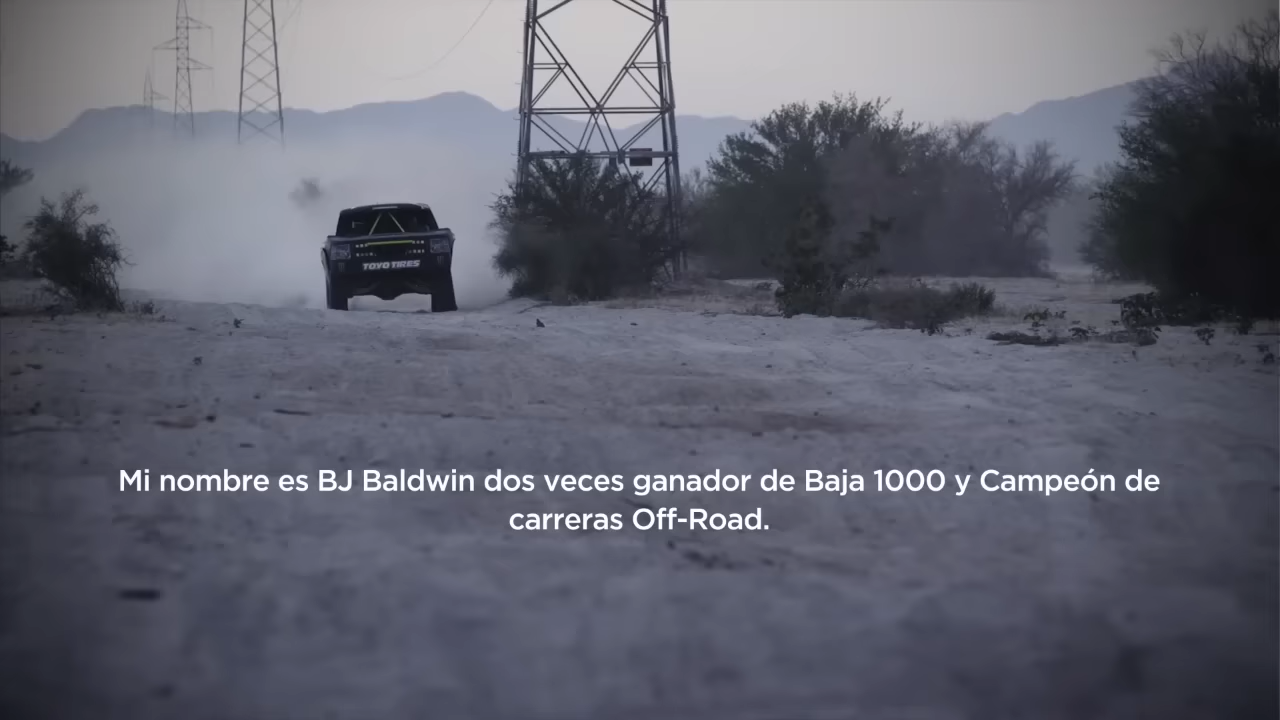 TOYO TIRES
Mi nombre es BJ Baldwin dos veces ganador de Baja 1000 y Campeón de
carreras Off-Road.